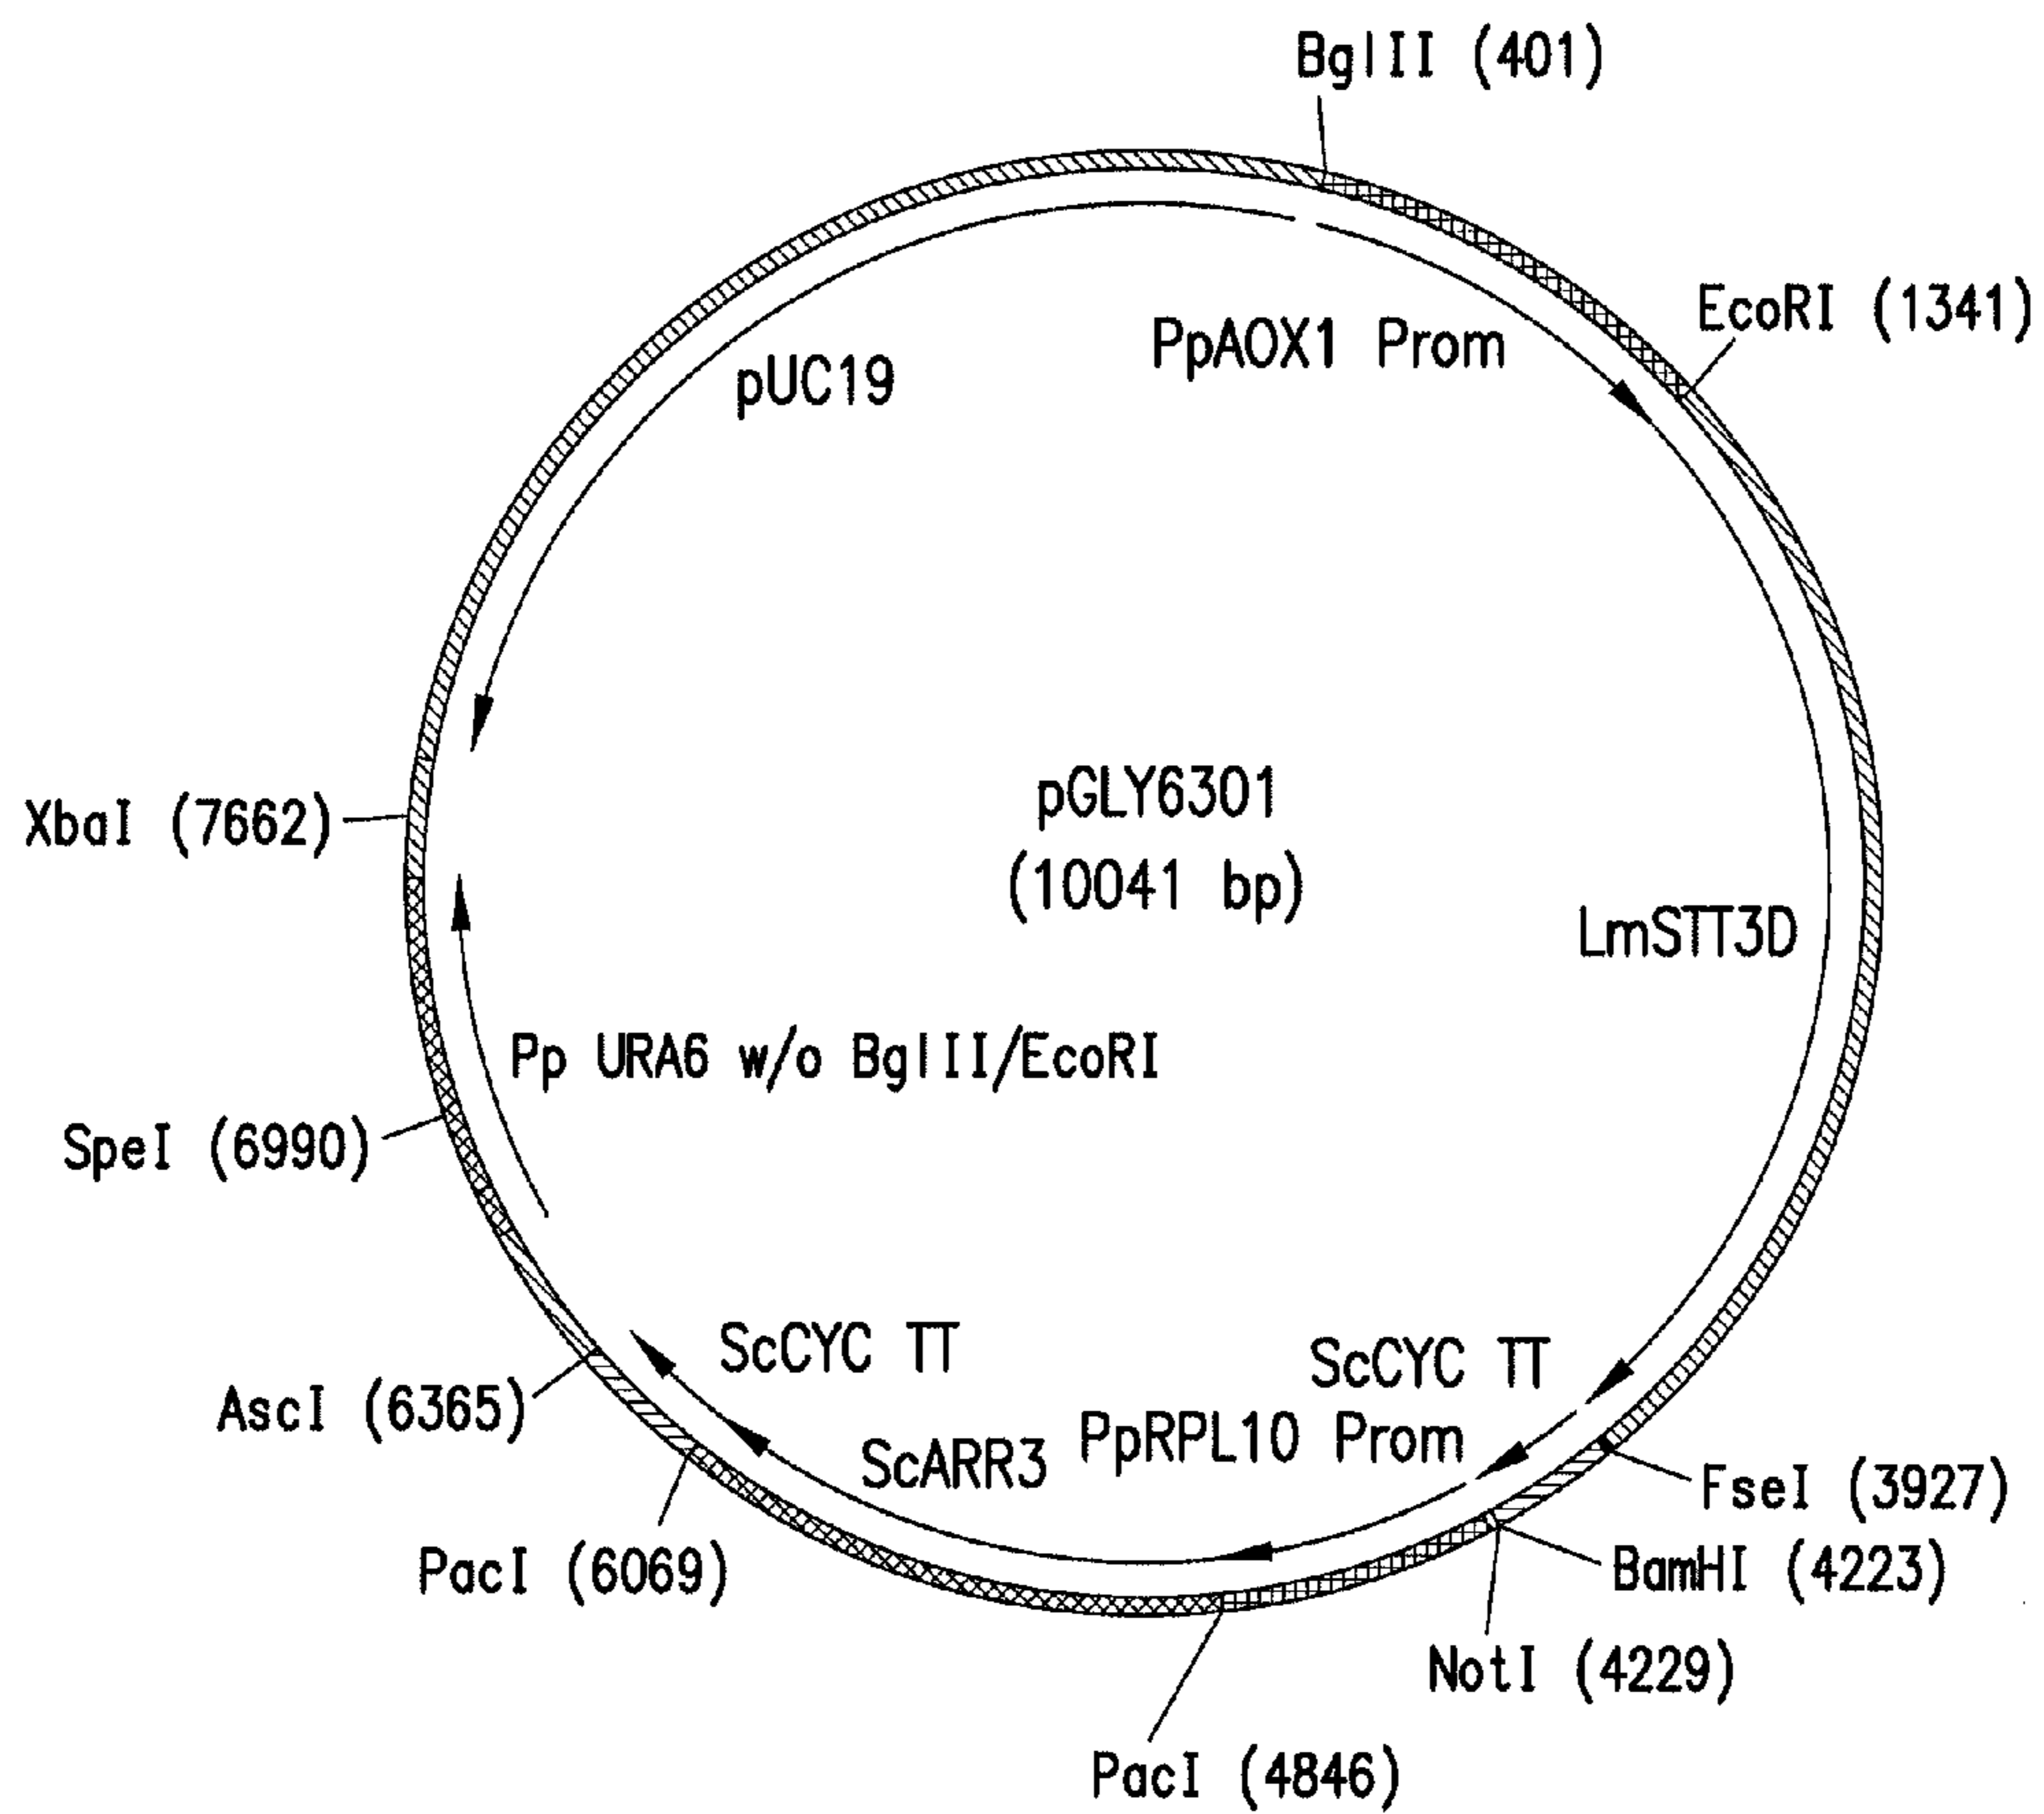 BglII (401)
EcoRI (1341)
PpAOX1 Prom
pUC19
pGLY6301
(10041 bp)
XbaI (7662)
LmSTT3D
Pp URA6 w/o BglII/EcoRI
SpeI (6990)
ScCYC TT
ScCYC TT
AscI (6365)
PpRPL10 Prom
ScARR3
FseI (3927)
PacI (6069)
BamHI (4223)
NotI (4229)
PacI (4846)